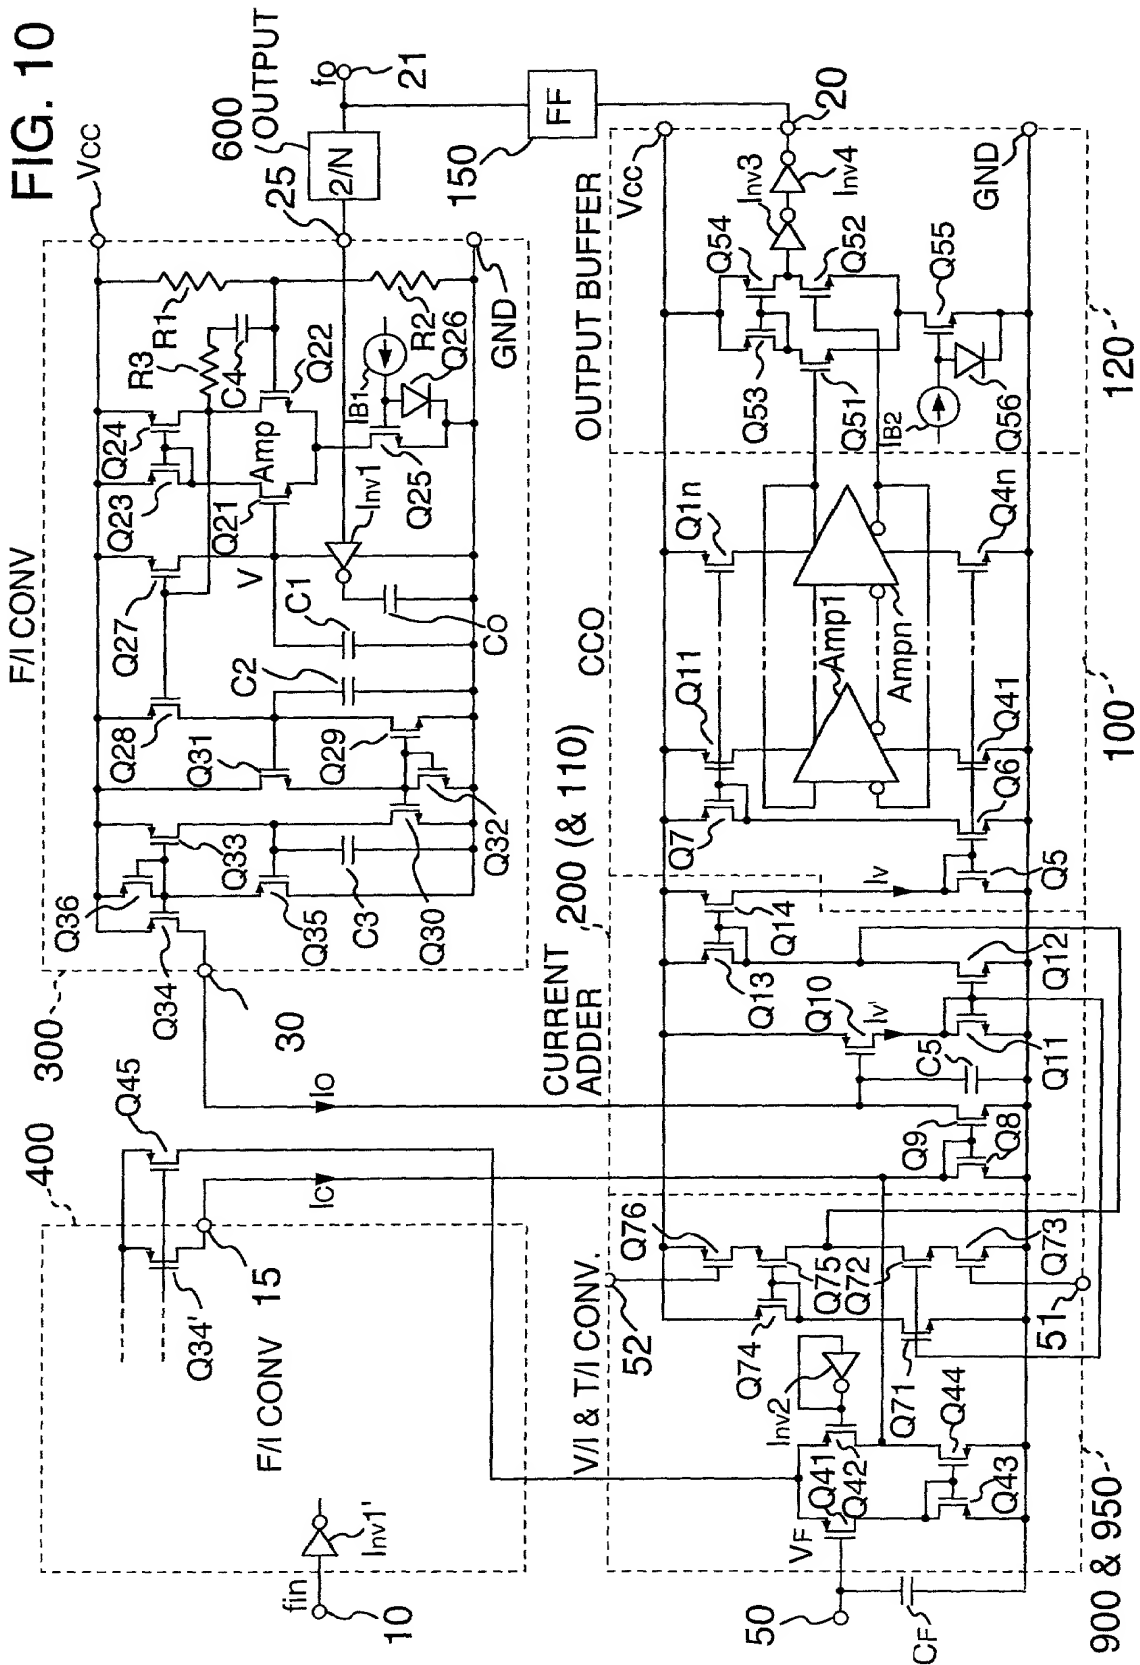 FIG. 10
F/I CONV
300
Vcc
Q36
Q34
Q33
Q35
C3
Q30
Q32
Q28
Q31
Q29
C2
C1
Q27
V
Q23
Q24
Q21
Amp
Q22
R3
C4
R1
R2
IB1
Q26
Q25
Inv1
CO
GND
25
600
OUTPUT
2/N
fo
21
150
FF
30
400
Q45
Q34'
15
F/I CONV
fin
10
Inv1'
Ic
IO
CURRENT
ADDER
200 (& 110)
CCO
OUTPUT BUFFER
Vcc
20
Inv3
Inv4
Q54
Q52
Q53
Q51
Q55
IB2
Q56
GND
120
Q1n
Q4n
Q11
Amp1
Ampn
Q41
Q6
Q7
Q5
100
Iv
Q14
Q13
Q12
Q10
Iv'
Q11
C5
Q9
Q8
V/I & T/I CONV.
52
Q76
Q75
Q74
Q72
Q73
Q71
51
Inv2
Q41
Q42
Q44
Q43
VF
50
CF
900 & 950